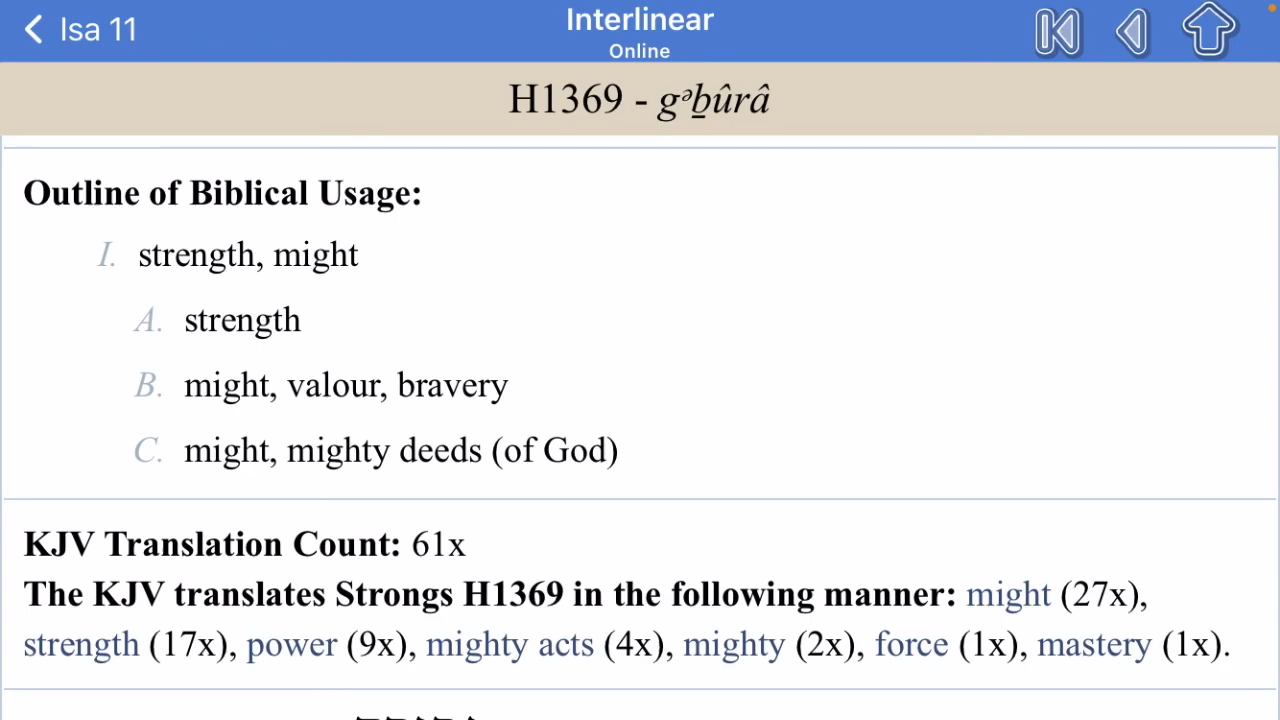 Isa 11
Interlinear
Online
H1369 - gᵊḇûrâ
Outline of Biblical Usage:
I. strength, might
A. strength
B. might, valour, bravery
C. might, mighty deeds (of God)
KJV Translation Count: 61x
The KJV translates Strongs H1369 in the following manner: might (27x),
strength (17x), power (9x), mighty acts (4x), mighty (2x), force (1x), mastery (1x).